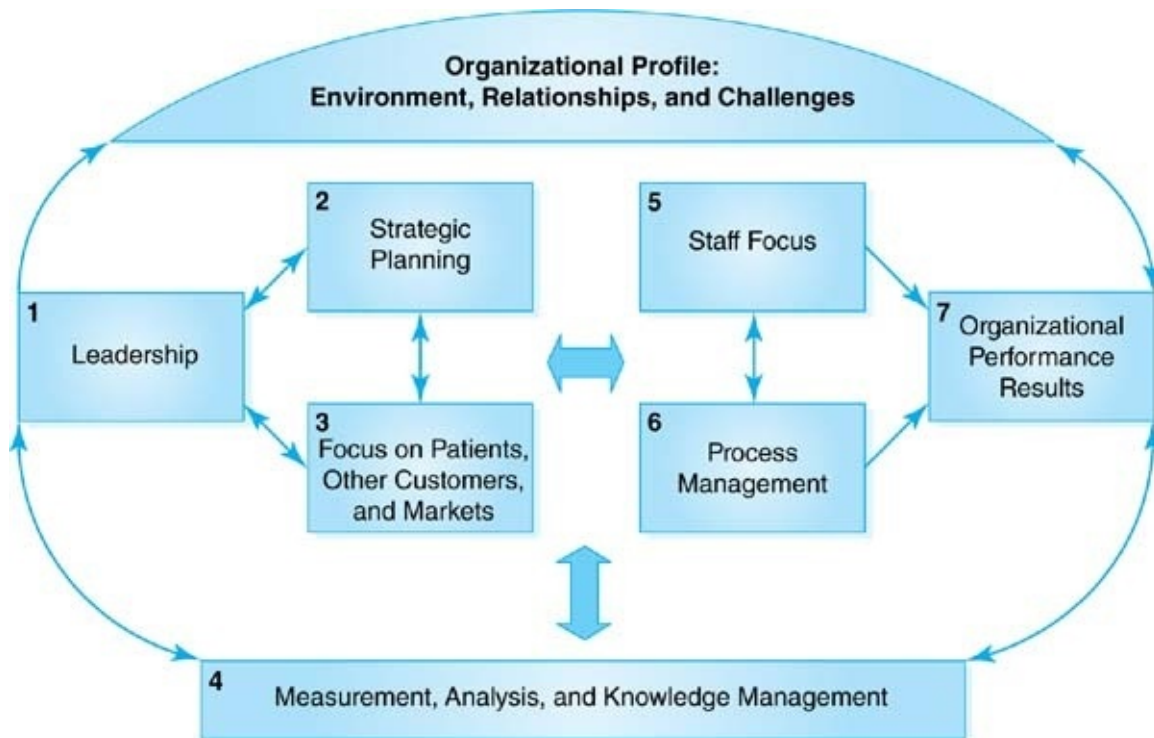 Organizational Profile:
Environment, Relationships, and Challenges
1
Leadership
2
Strategic
Planning
3
Focus on Patients,
Other Customers,
and Markets
5
Staff Focus
6
Process
Management
7
Organizational
Performance
Results
4
Measurement, Analysis, and Knowledge Management